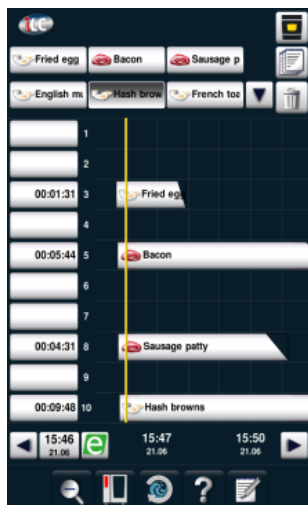 iLC
Fried egg Bacon Sausage p
English mu Hash brow French toa
1
2
00:01:31 3 Fried egg
4
00:05:44 5 Bacon
6
7
00:04:31 8 Sausage patty
9
00:09:48 10 Hash browns
15:46 e 15:47 15:50
21.06 21.06 21.06
?